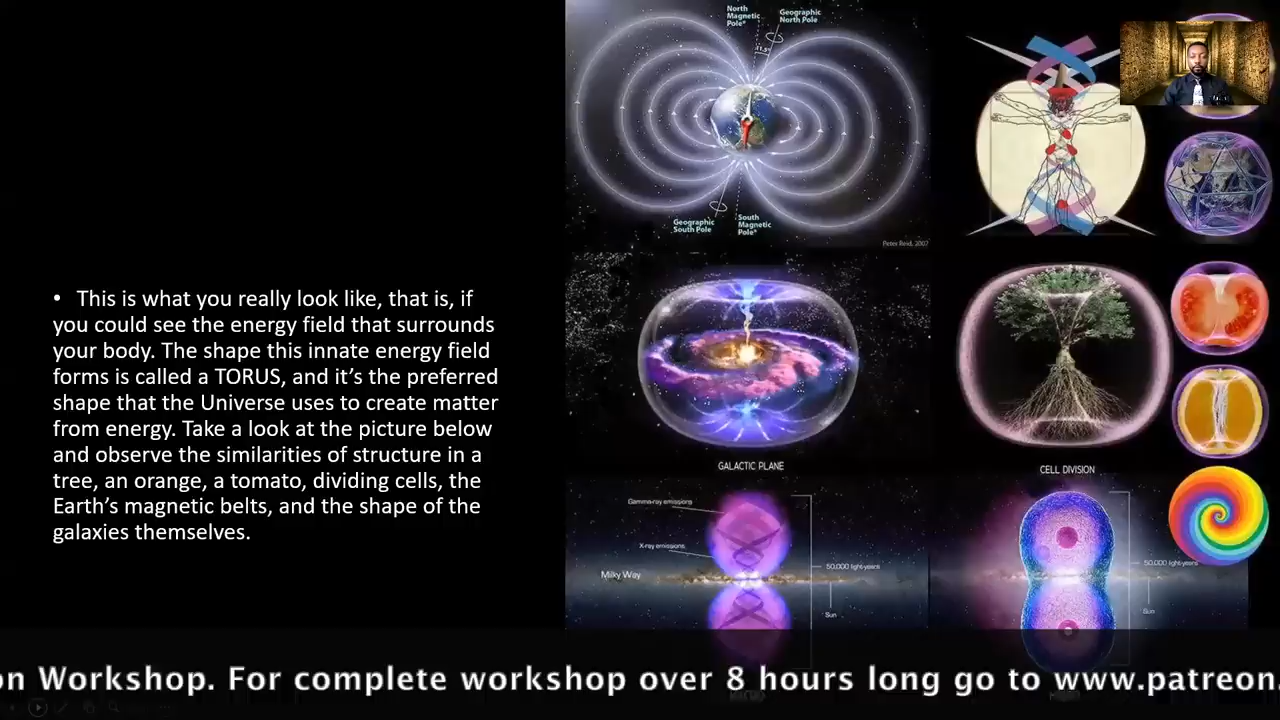 • This is what you really look like, that is, if
you could see the energy field that surrounds
your body. The shape this innate energy field
forms is called a TORUS, and it’s the preferred
shape that the Universe uses to create matter
from energy. Take a look at the picture below
and observe the similarities of structure in a
tree, an orange, a tomato, dividing cells, the
Earth’s magnetic belts, and the shape of the
galaxies themselves.
North
Magnetic
Pole*
Geographic
North Pole
11.5°
Geographic
South Pole
South
Magnetic
Pole*
Peter Reid, 2007
GALACTIC PLANE
CELL DIVISION
Gamma-ray emissions
X-ray emissions
Milky Way
50,000 light-years
Sun
50,000 light-years
Sun
on Workshop. For complete workshop over 8 hours long go to www.patreon.